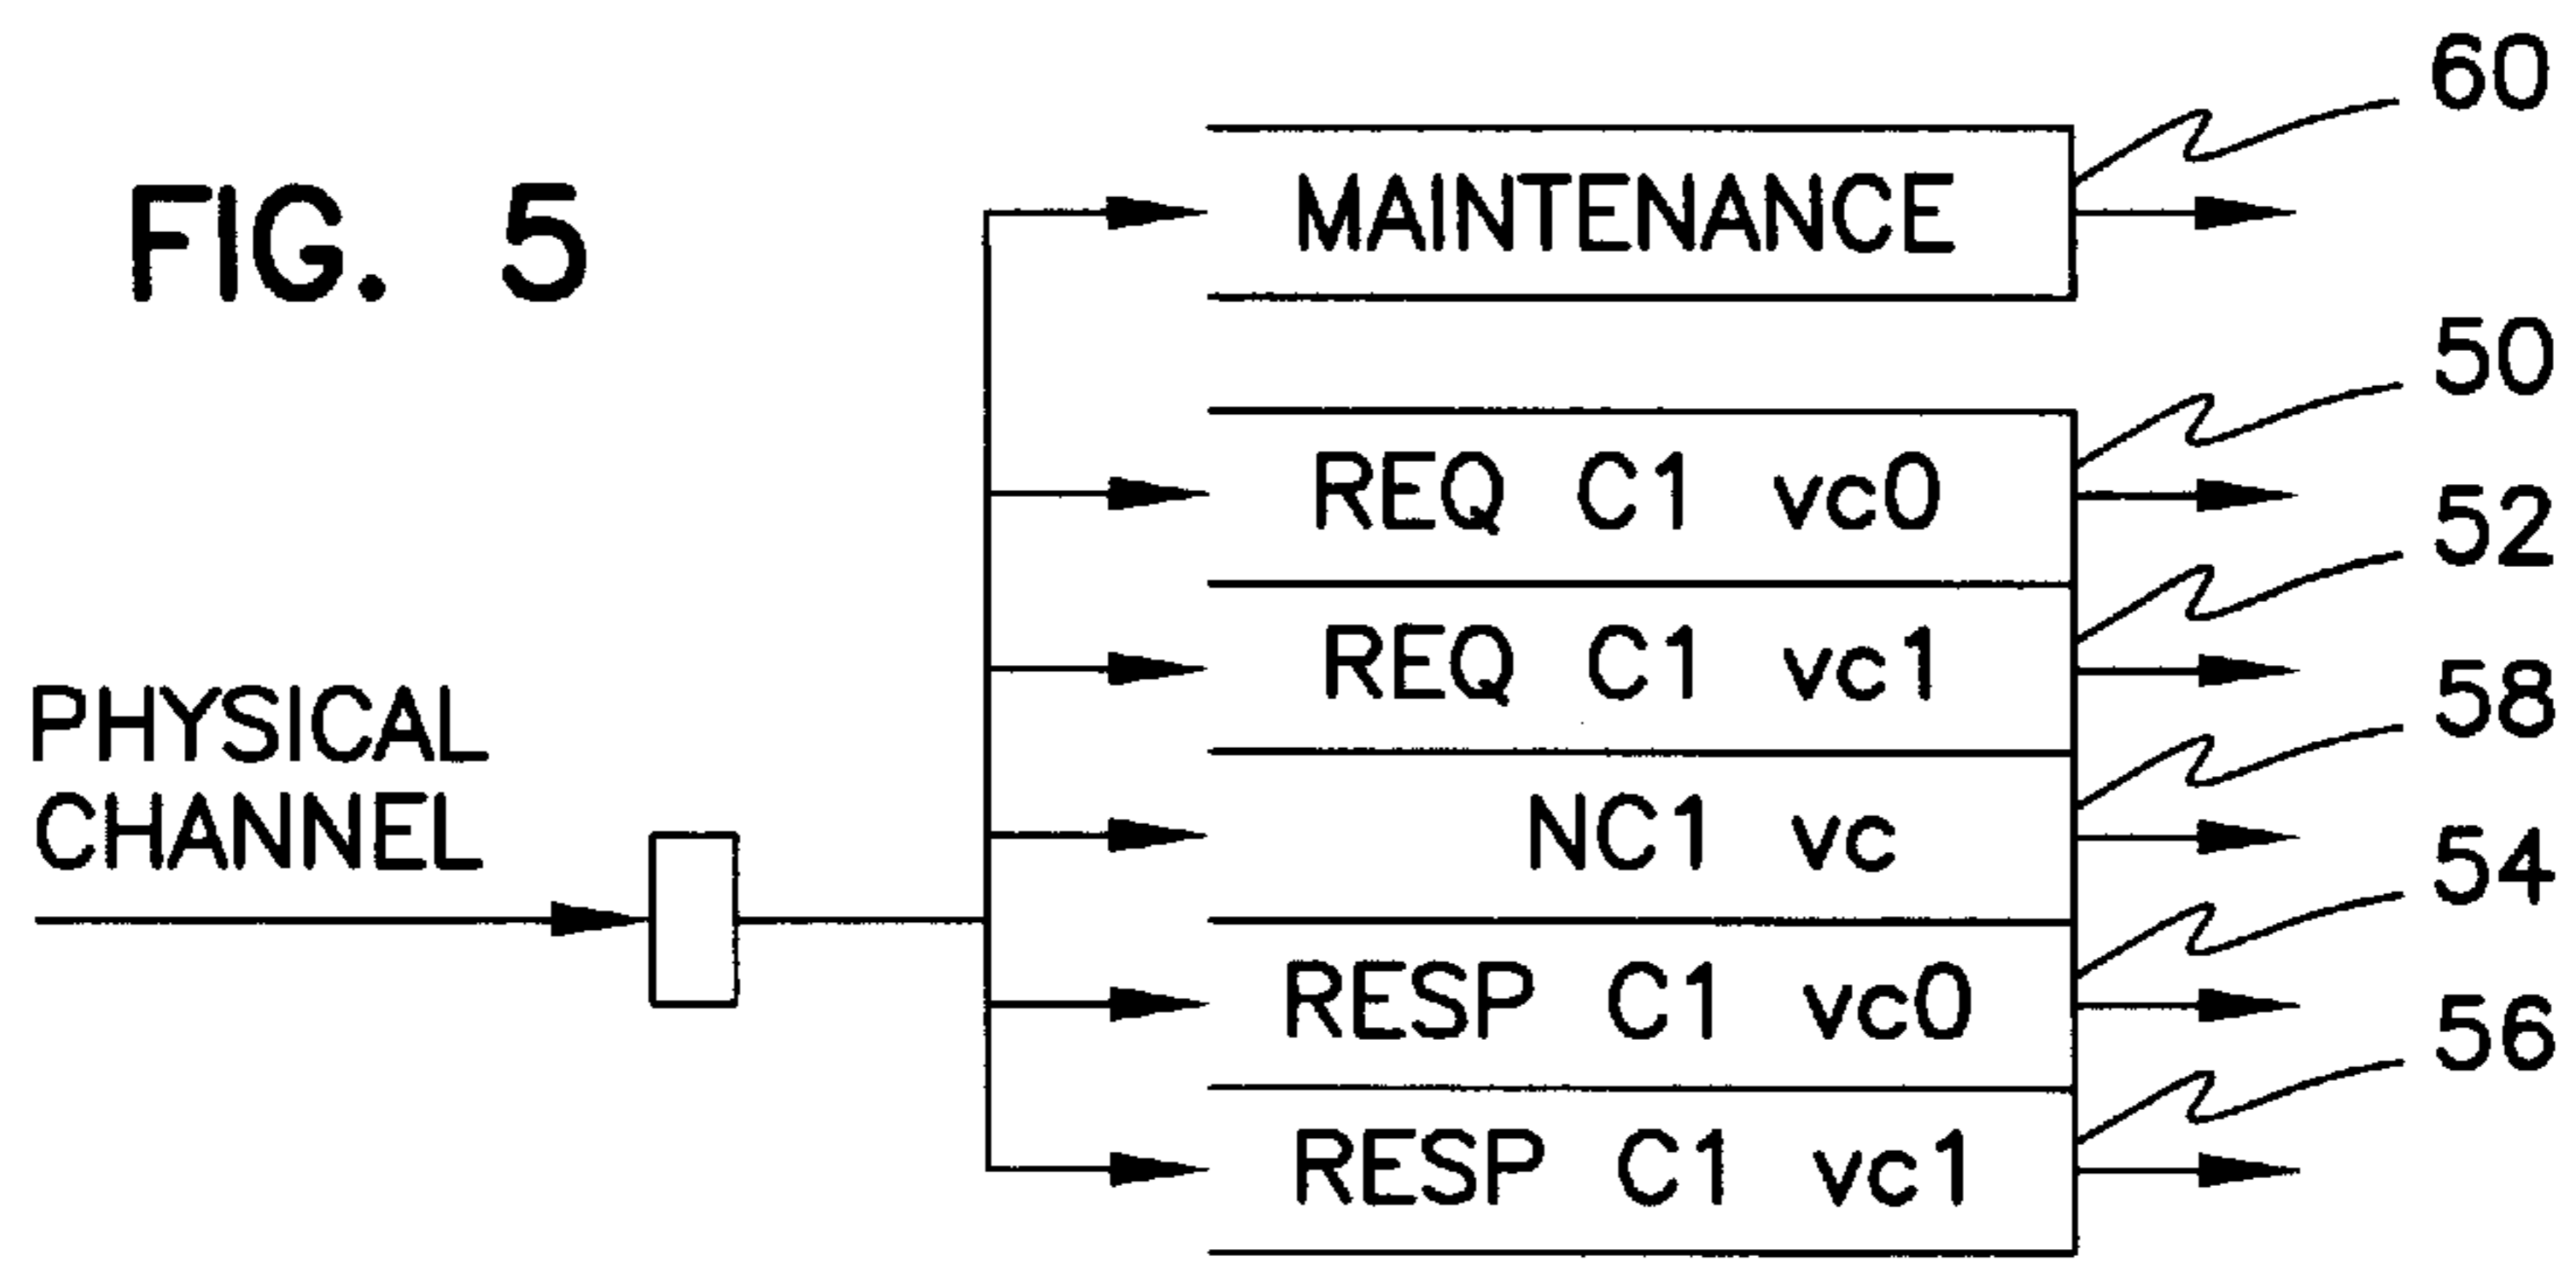 FIG. 5
60
MAINTENANCE
50
REQ C1 vc0
52
REQ C1 vc1
58
PHYSICAL
CHANNEL
NC1 vc
54
RESP C1 vc0
56
RESP C1 vc1